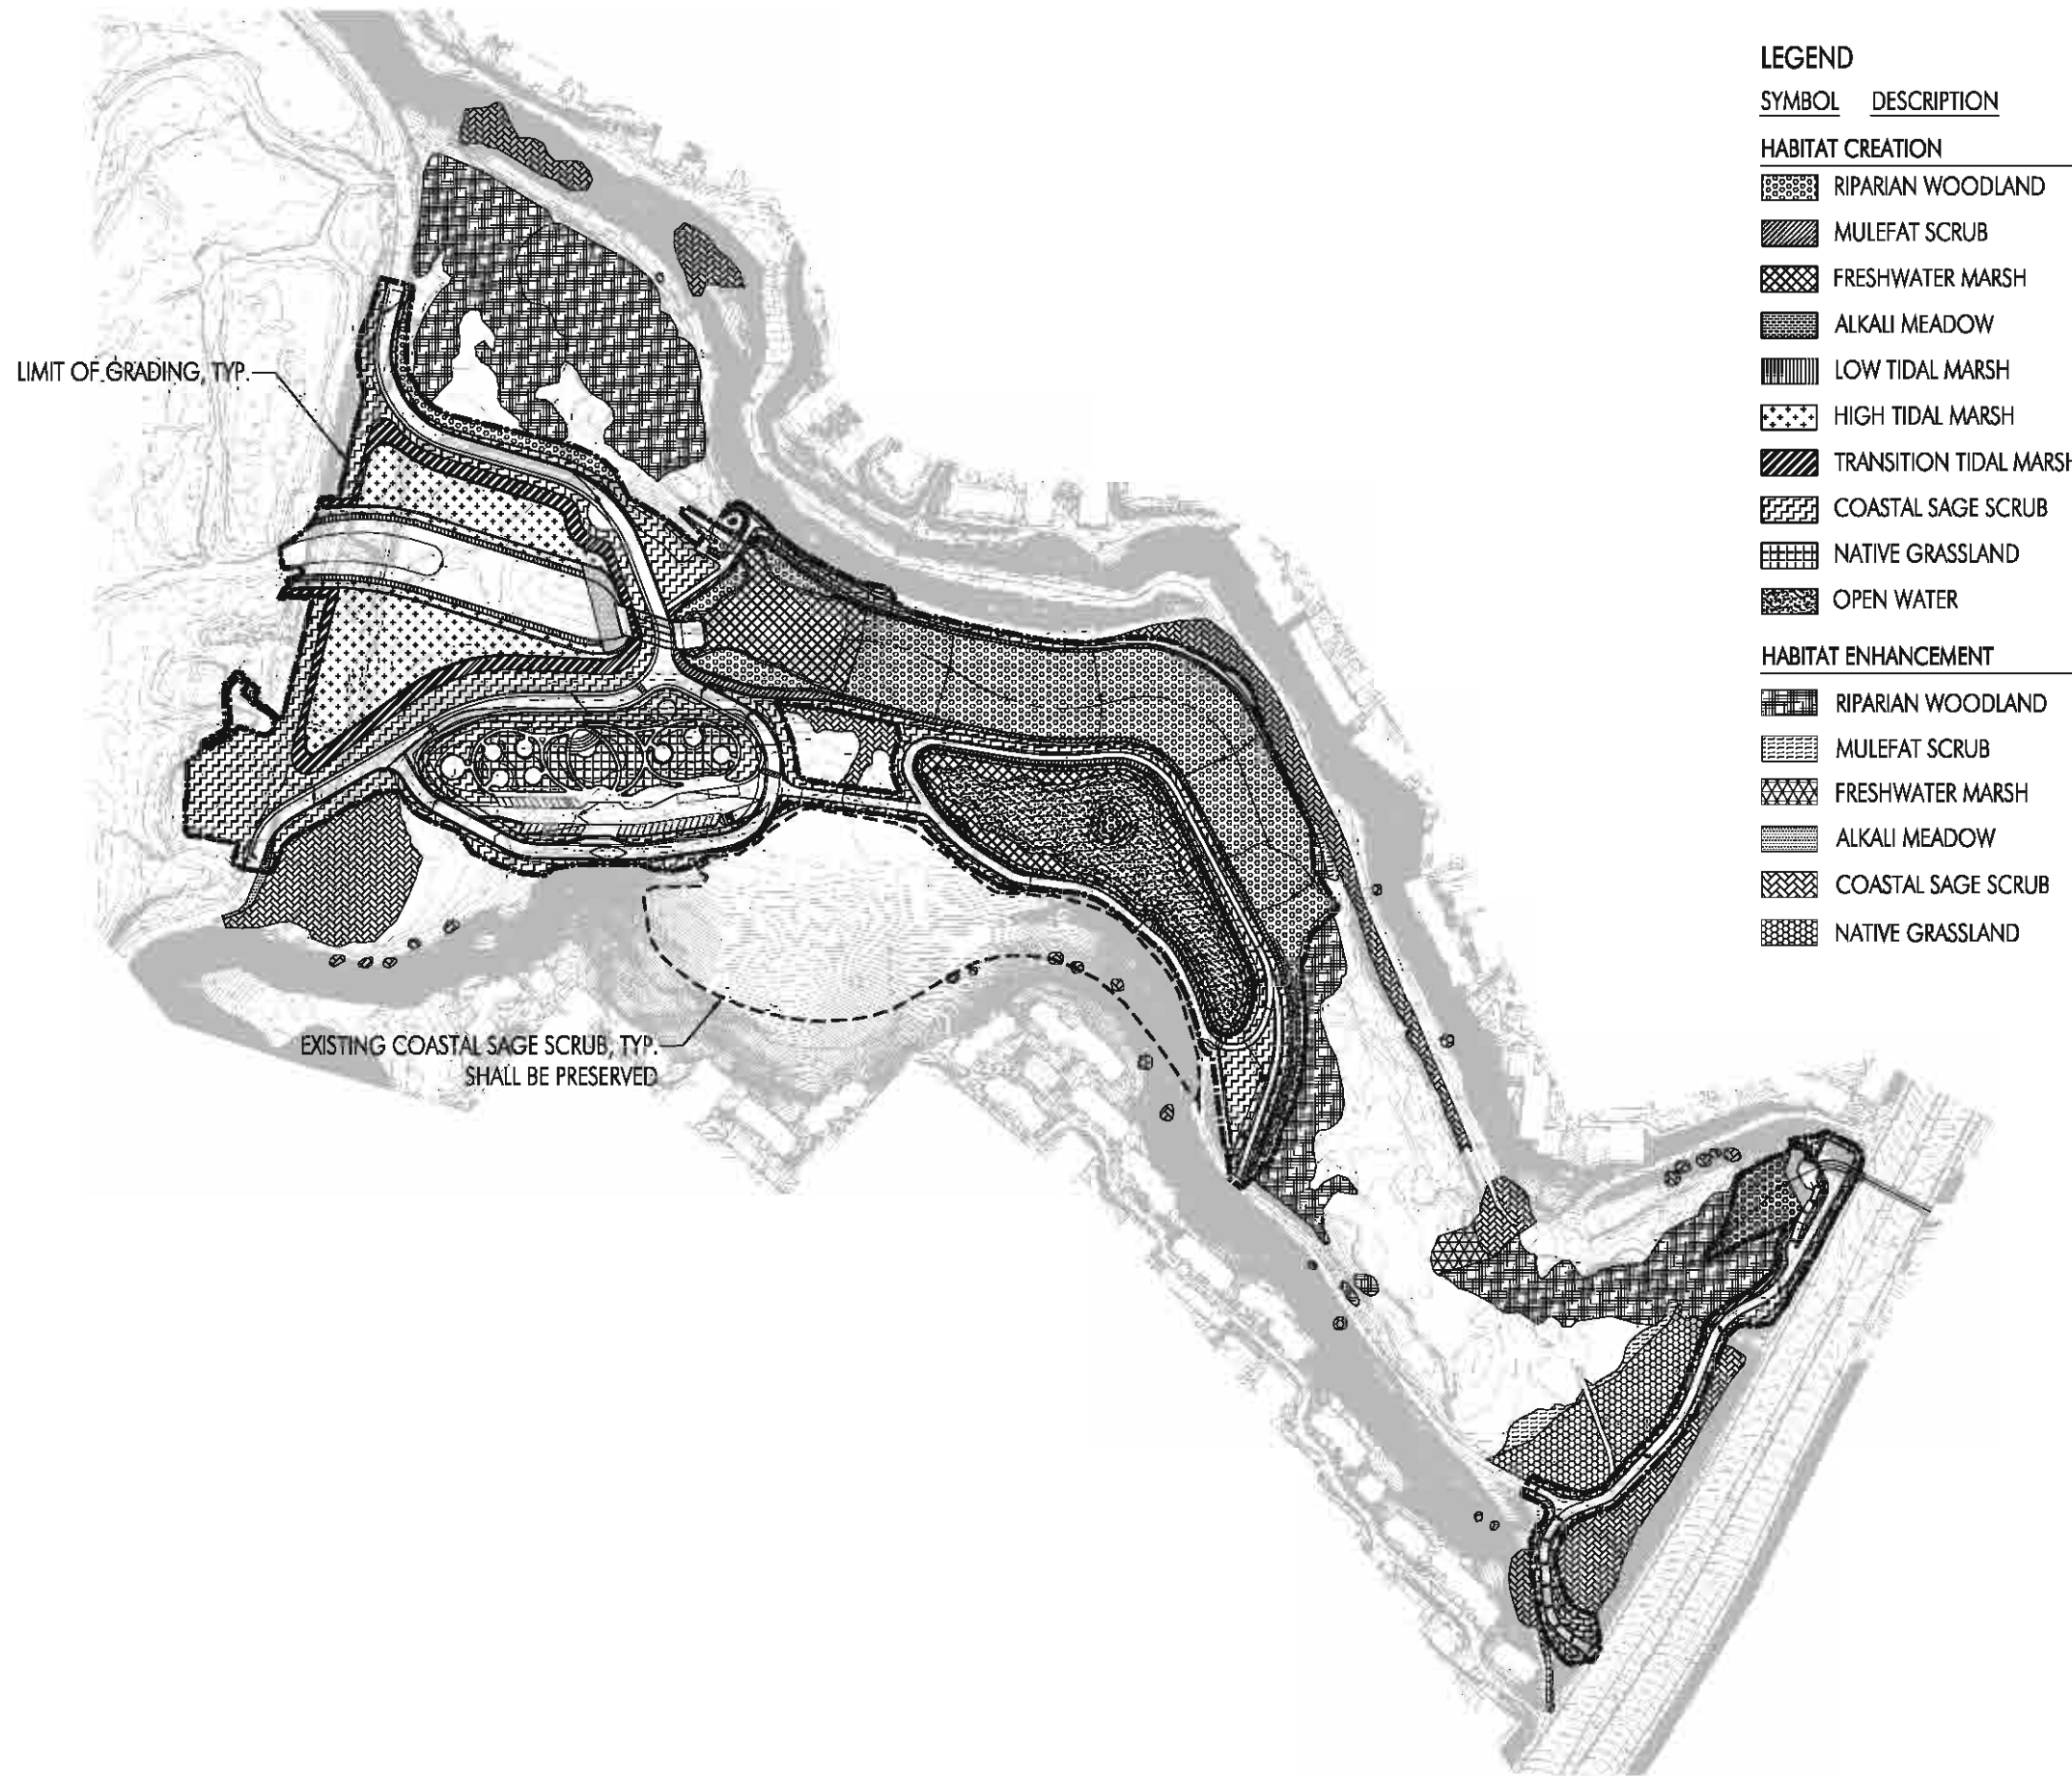 LEGEND
SYMBOL DESCRIPTION
HABITAT CREATION
RIPARIAN WOODLAND
MULEFAT SCRUB
FRESHWATER MARSH
ALKALI MEADOW
LOW TIDAL MARSH
HIGH TIDAL MARSH
TRANSITION TIDAL MARSH
COASTAL SAGE SCRUB
NATIVE GRASSLAND
OPEN WATER
HABITAT ENHANCEMENT
RIPARIAN WOODLAND
MULEFAT SCRUB
FRESHWATER MARSH
ALKALI MEADOW
COASTAL SAGE SCRUB
NATIVE GRASSLAND
LIMIT OF GRADING, TYP.
EXISTING COASTAL SAGE SCRUB, TYP.
SHALL BE PRESERVED